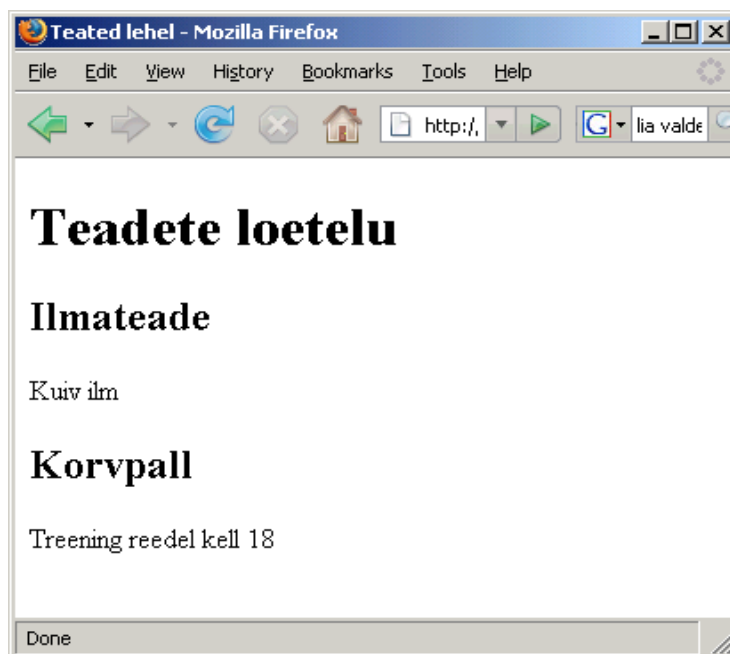 Teated lehel - Mozilla Firefox
File Edit View History Bookmarks Tools Help
http:/, G lia valde
Teadete loetelu
Ilmateade
Kuiv ilm
Korvpall
Treening reedel kell 18
Done